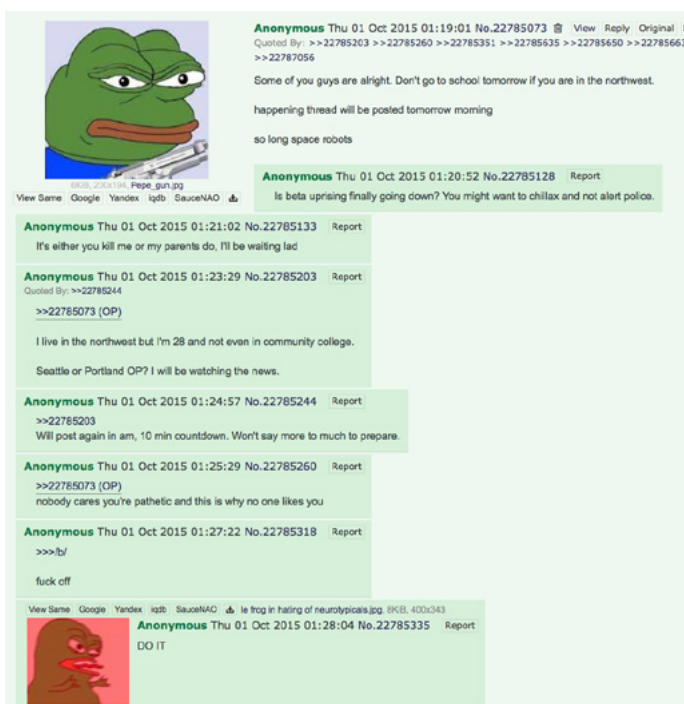 Anonymous Thu 01 Oct 2015 01:19:01 No.22785073 View Reply Original
Quoted By: >>22785203 >>22785260 >>22785351 >>22785635 >>22785650 >>22785663
>>22787056
Some of you guys are alright. Don't go to school tomorrow if you are in the northwest.
happening thread will be posted tomorrow morning
so long space robots
6KiB, 230x194, Pepe_gun.jpg
View Same Google Yandex iqdb SauceNAO
Anonymous Thu 01 Oct 2015 01:20:52 No.22785128 Report
Is beta uprising finally going down? You might want to chillax and not alert police.
Anonymous Thu 01 Oct 2015 01:21:02 No.22785133 Report
It's either you kill me or my parents do, I'll be waiting lad
Anonymous Thu 01 Oct 2015 01:23:29 No.22785203 Report
Quoted By: >>22785244
>>22785073 (OP)
I live in the northwest but I'm 28 and not even in community college.
Seattle or Portland OP? I will be watching the news.
Anonymous Thu 01 Oct 2015 01:24:57 No.22785244 Report
>>22785203
Will post again in am, 10 min countdown. Won't say more to much to prepare.
Anonymous Thu 01 Oct 2015 01:25:29 No.22785260 Report
>>22785073 (OP)
nobody cares you're pathetic and this is why no one likes you
Anonymous Thu 01 Oct 2015 01:27:22 No.22785318 Report
>>>/b/
fuck off
View Same Google Yandex iqdb SauceNAO le frog in hating of neurotypicals.jpg, 8KiB, 400x343
Anonymous Thu 01 Oct 2015 01:28:04 No.22785335 Report
DO IT